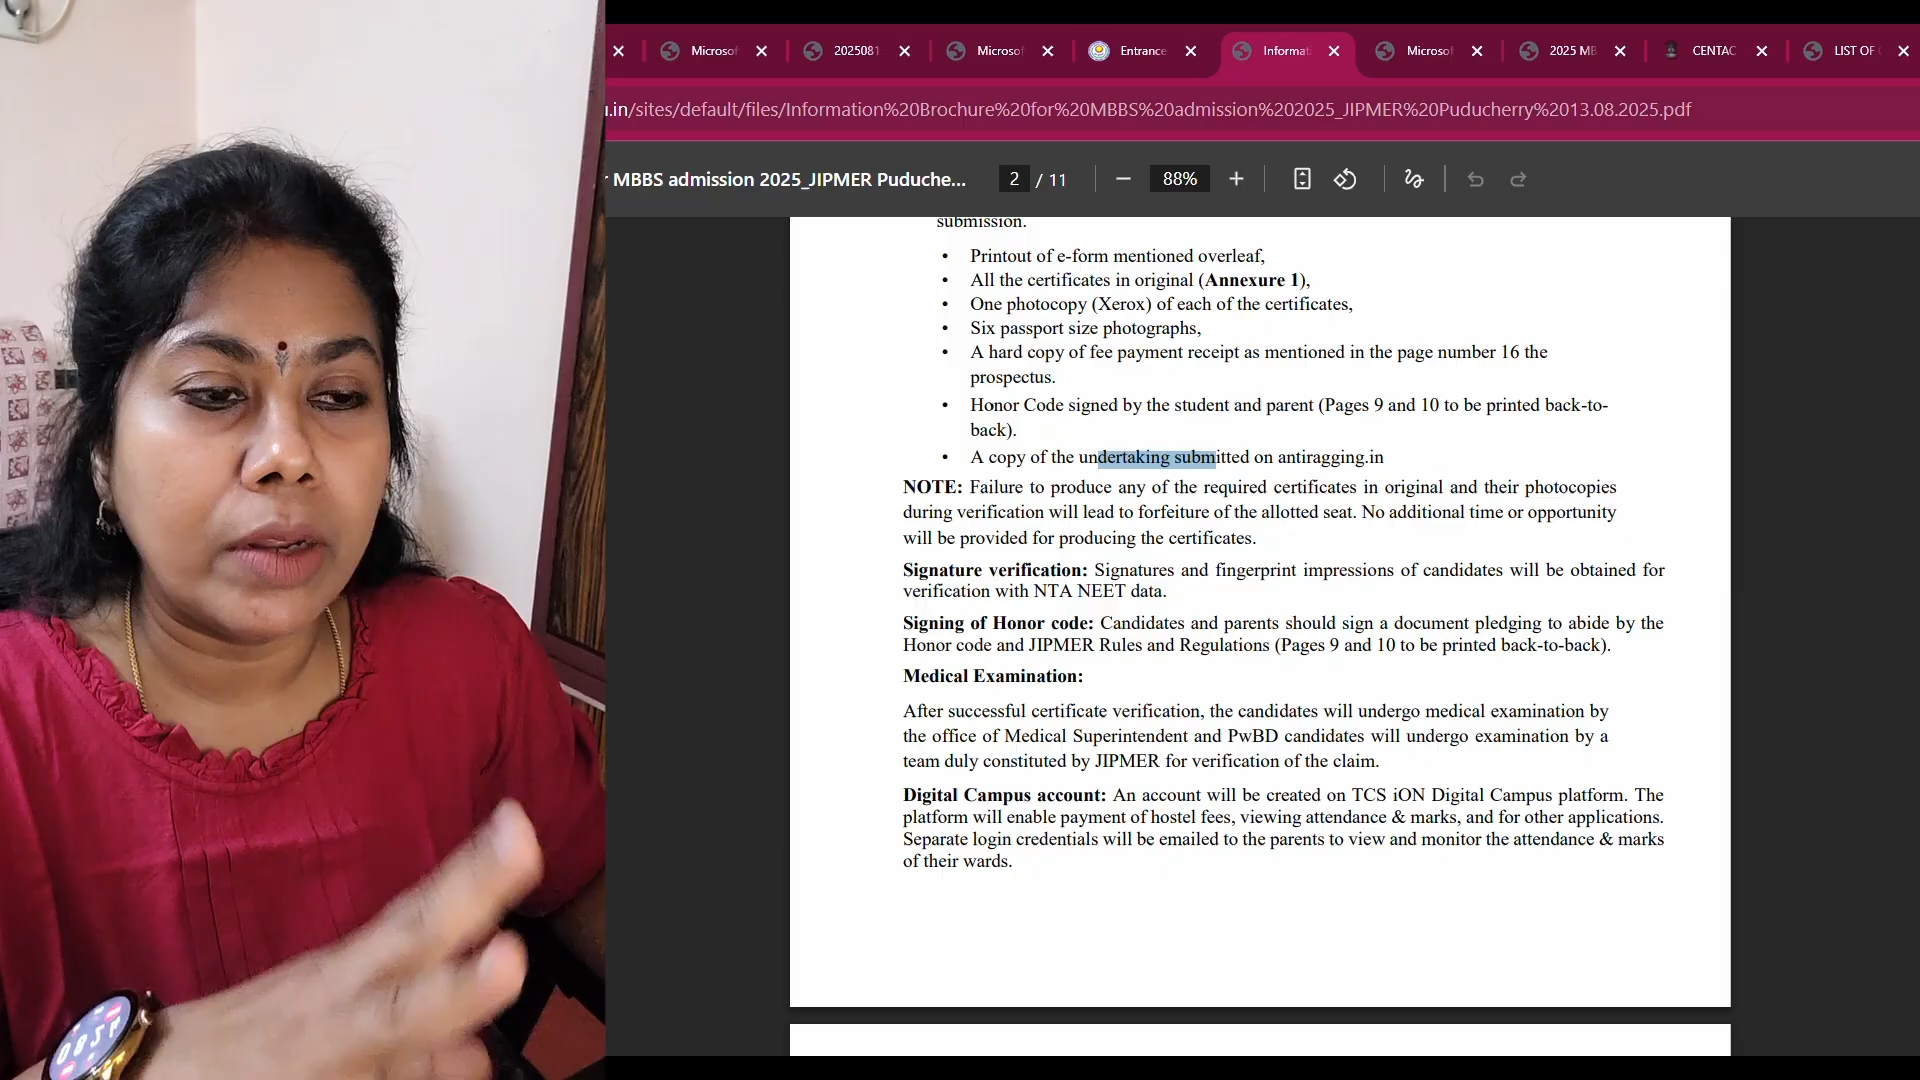 Microsof
2025081
Microsof
Entrance
Informat
Microsof
2025 MB
CENTAC
LIST OF
.in/sites/default/files/Information%20Brochure%20for%20MBBS%20admission%202025_JIPMER%20Puducherry%2013.08.2025.pdf
MBBS admission 2025_JIPMER Puduche...
2 / 11
88%
submission.
• Printout of e-form mentioned overleaf,
• All the certificates in original (Annexure 1),
• One photocopy (Xerox) of each of the certificates,
• Six passport size photographs,
• A hard copy of fee payment receipt as mentioned in the page number 16 the
prospectus.
• Honor Code signed by the student and parent (Pages 9 and 10 to be printed back-to-
back).
• A copy of the undertaking submitted on antiragging.in
NOTE: Failure to produce any of the required certificates in original and their photocopies
during verification will lead to forfeiture of the allotted seat. No additional time or opportunity
will be provided for producing the certificates.
Signature verification: Signatures and fingerprint impressions of candidates will be obtained for
verification with NTA NEET data.
Signing of Honor code: Candidates and parents should sign a document pledging to abide by the
Honor code and JIPMER Rules and Regulations (Pages 9 and 10 to be printed back-to-back).
Medical Examination:
After successful certificate verification, the candidates will undergo medical examination by
the office of Medical Superintendent and PwBD candidates will undergo examination by a
team duly constituted by JIPMER for verification of the claim.
Digital Campus account: An account will be created on TCS iON Digital Campus platform. The
platform will enable payment of hostel fees, viewing attendance & marks, and for other applications.
Separate login credentials will be emailed to the parents to view and monitor the attendance & marks
of their wards.